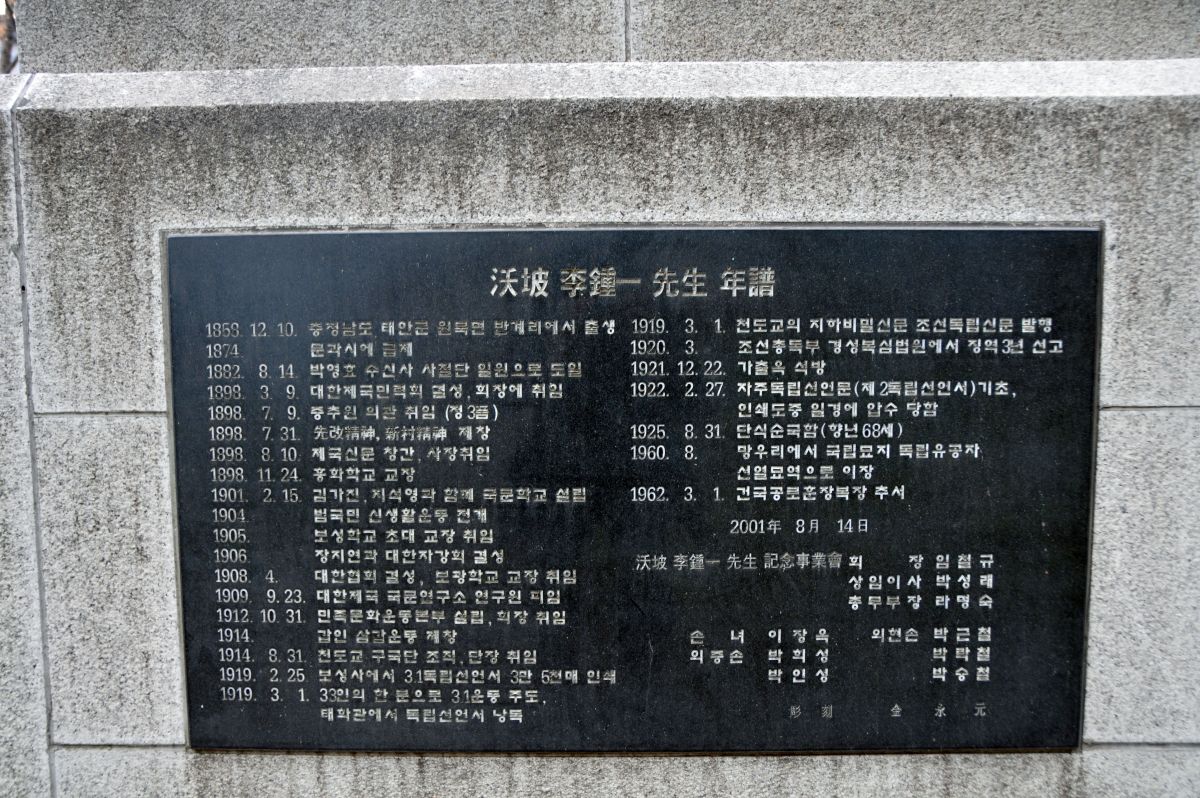 沃坡 李鍾一 先生 年譜
1858. 12. 10. 충청남도 태안군 원북면 반계리에서 출생
1874. 문과시에 급제
1882. 8. 14. 박영효 수신사 사절단 일원으로 도일
1898. 3. 9. 대한제국민력회 결성, 회장에 취임
1898. 7. 9. 중추원 의관 취임 (정3품)
1898. 7. 31. 先改精神, 新村精神 제창
1898. 8. 10. 제국신문 창간, 사장취임
1898. 11. 24. 흥화학교 교장
1901. 2. 15. 김가진, 지석영과 함께 국문학교 설립
1904. 범국민 신생활운동 전개
1905. 보성학교 초대 교장 취임
1906. 장지연과 대한자강회 결성
1908. 4. 대한협회 결성, 보광학교 교장 취임
1909. 9. 23. 대한제국 국문연구소 연구원 피임
1912. 10. 31. 민족문화운동본부 설립, 회장 취임
1914. 갑인 삼갑운동 제창
1914. 8. 31. 천도교 구국단 조직, 단장 취임
1919. 2. 25. 보성사에서 3.1독립선언서 3만 5천매 인쇄
1919. 3. 1. 33인의 한 분으로 3.1운동 주도,
태화관에서 독립선언서 낭독
1919. 3. 1. 천도교의 지하비밀신문 조선독립신문 발행
1920. 3. 조선총독부 경성복심법원에서 징역3년 선고
1921. 12. 22. 가출옥 석방
1922. 2. 27. 자주독립선언문(제2독립선언서)기초,
인쇄도중 일경에 압수 당함
1925. 8. 31. 단식순국함(향년 68세)
1960. 8. 망우리에서 국립묘지 독립유공자
선열묘역으로 이장
1962. 3. 1. 건국공로훈장복장 추서
2001年 8月 14日
沃坡 李鍾一 先生 記念事業會 회 장 임철규
상임이사 박성래
총무부장 라명숙
손 녀 이장옥 외현손 박근철
외증손 박희성 박탁철
박인성 박승철
彫 刻 金 永 元